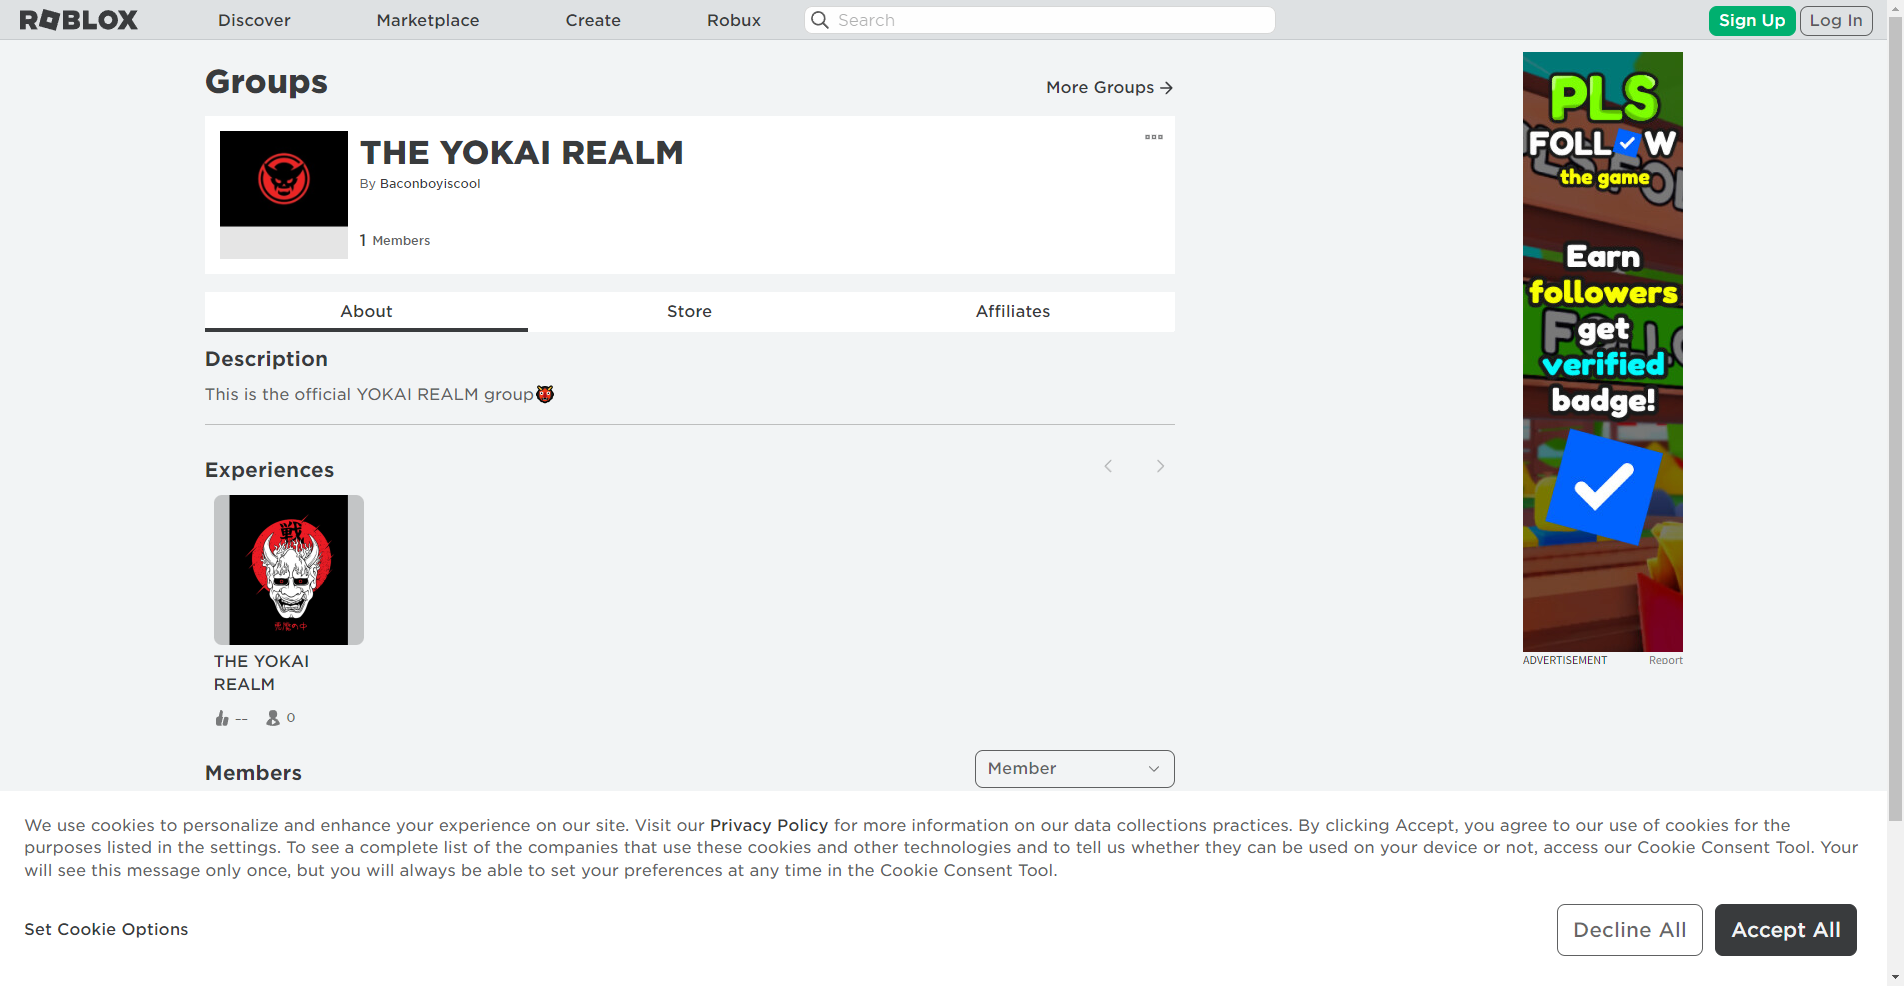 ROBLOX
Discover
Marketplace
Create
Robux
Search
Sign Up
Log In
Groups
More Groups
THE YOKAI REALM
By Baconboyiscool
1 Members
About
Store
Affiliates
Description
This is the official YOKAI REALM group👹
Experiences
戦
悪魔の中
THE YOKAI
REALM
--
0
Members
Member
PLS
FOLLOW
the game
Earn
followers
get
verified
badge!
ADVERTISEMENT
Report
We use cookies to personalize and enhance your experience on our site. Visit our Privacy Policy for more information on our data collections practices. By clicking Accept, you agree to our use of cookies for the
purposes listed in the settings. To see a complete list of the companies that use these cookies and other technologies and to tell us whether they can be used on your device or not, access our Cookie Consent Tool. Your
will see this message only once, but you will always be able to set your preferences at any time in the Cookie Consent Tool.
Set Cookie Options
Decline All
Accept All